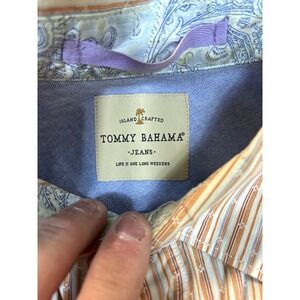 ISLAND CRAFTED
TOMMY BAHAMA®
-JEANS-
LIFE IS ONE LONG WEEKEND